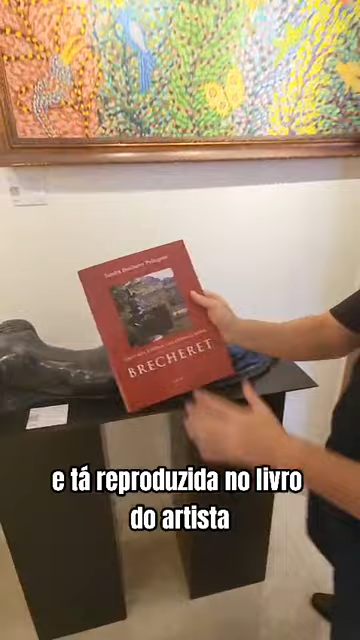 Sandra Brecheret Pellegrini
BRECHERET
e tá reproduzida no livro
do artista